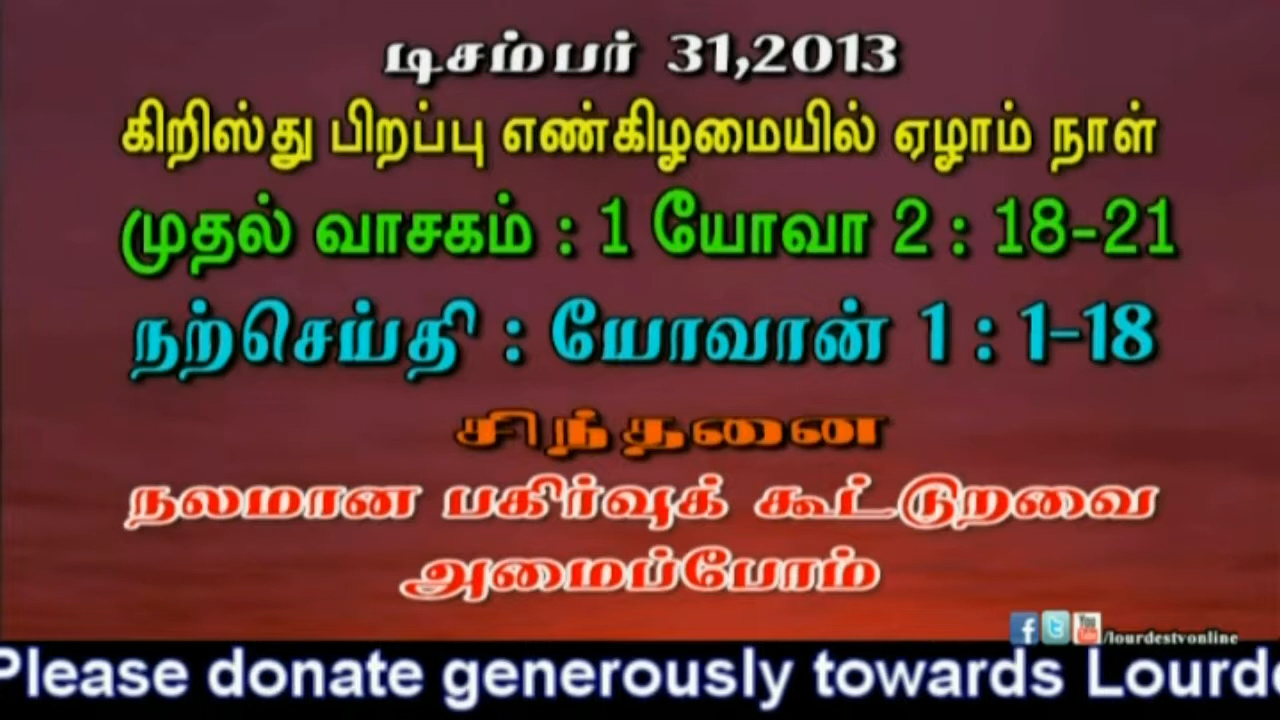 டிசம்பர் 31,2013
கிறிஸ்து பிறப்பு எண்கிழமையில் ஏழாம் நாள்
முதல் வாசகம் : 1 யோவா 2 : 18-21
நற்செய்தி : யோவான் 1 : 1-18
சிந்தனை
நலமான பகிர்வுக் கூட்டுறவை
அமைப்போம்
/lourdestvonline
Please donate generously towards Lourde